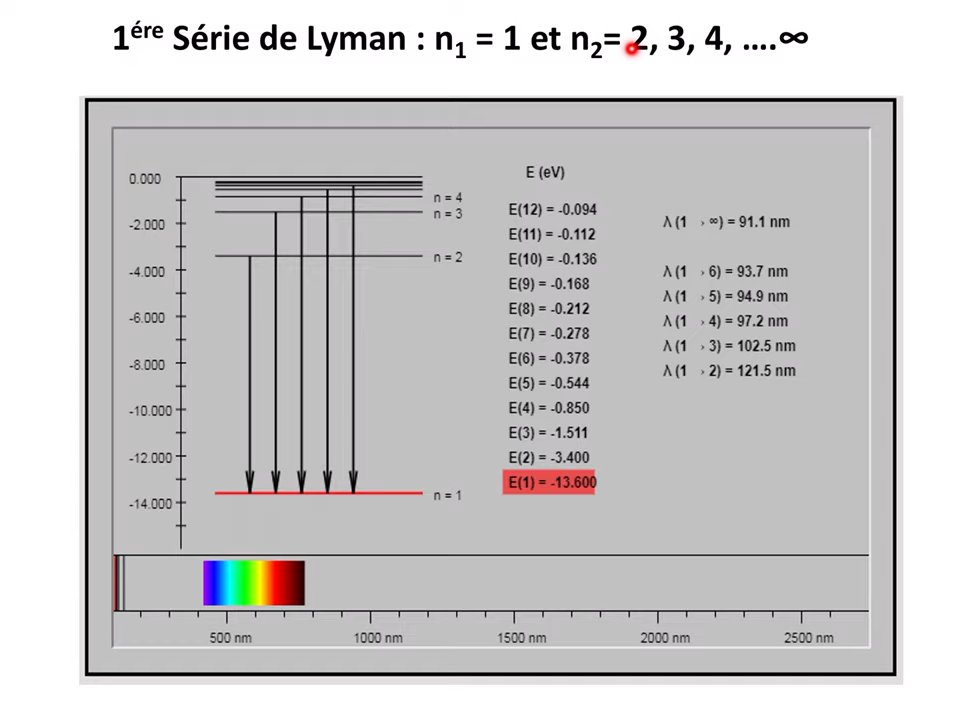 1ére Série de Lyman : n1 = 1 et n2= 2, 3, 4, ….∞
E (eV)
0.000
-2.000
-4.000
-6.000
-8.000
-10.000
-12.000
-14.000
n = 4
n = 3
n = 2
n = 1
E(12) = -0.094
E(11) = -0.112
E(10) = -0.136
E(9) = -0.168
E(8) = -0.212
E(7) = -0.278
E(6) = -0.378
E(5) = -0.544
E(4) = -0.850
E(3) = -1.511
E(2) = -3.400
E(1) = -13.600
λ (1 → ∞) = 91.1 nm
λ (1 → 6) = 93.7 nm
λ (1 → 5) = 94.9 nm
λ (1 → 4) = 97.2 nm
λ (1 → 3) = 102.5 nm
λ (1 → 2) = 121.5 nm
500 nm 1000 nm 1500 nm 2000 nm 2500 nm